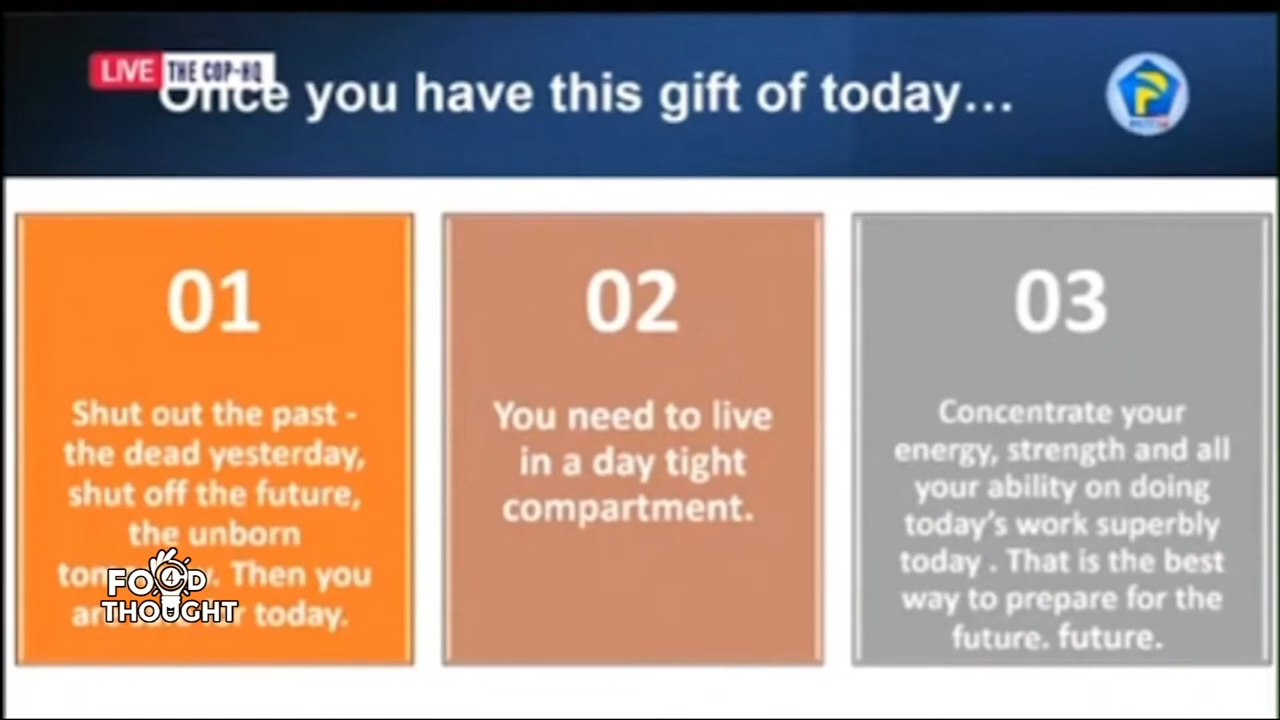 LIVE THE COP-HQ
Once you have this gift of today...
01
Shut out the past -
the dead yesterday,
shut off the future,
the unborn
Then you
today.
FOOD 4
THOUGHT
02
You need to live
in a day tight
compartment.
03
Concentrate your
energy, strength and all
your ability on doing
today's work superbly
today . That is the best
way to prepare for the
future. future.